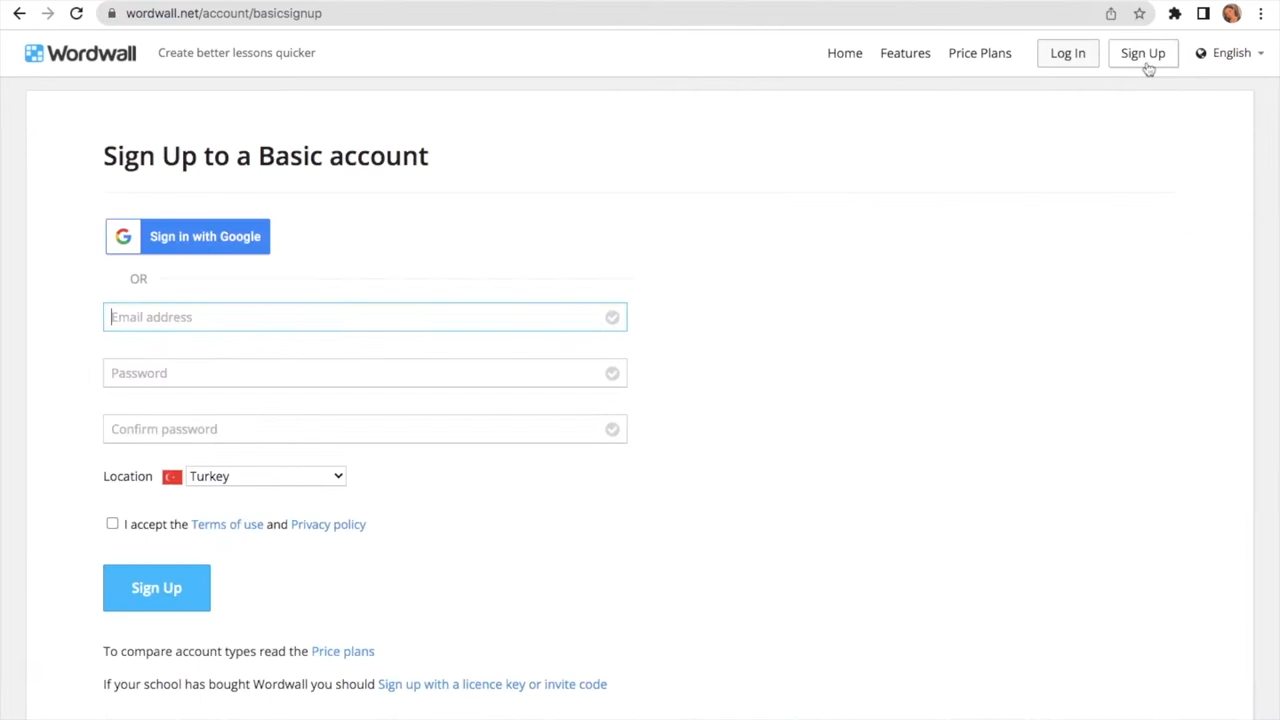 wordwall.net/account/basicsignup
Wordwall Create better lessons quicker Home Features Price Plans Log In Sign Up English
Sign Up to a Basic account
Sign in with Google
OR
Email address
Password
Confirm password
Location Turkey
I accept the Terms of use and Privacy policy
Sign Up
To compare account types read the Price plans
If your school has bought Wordwall you should Sign up with a licence key or invite code